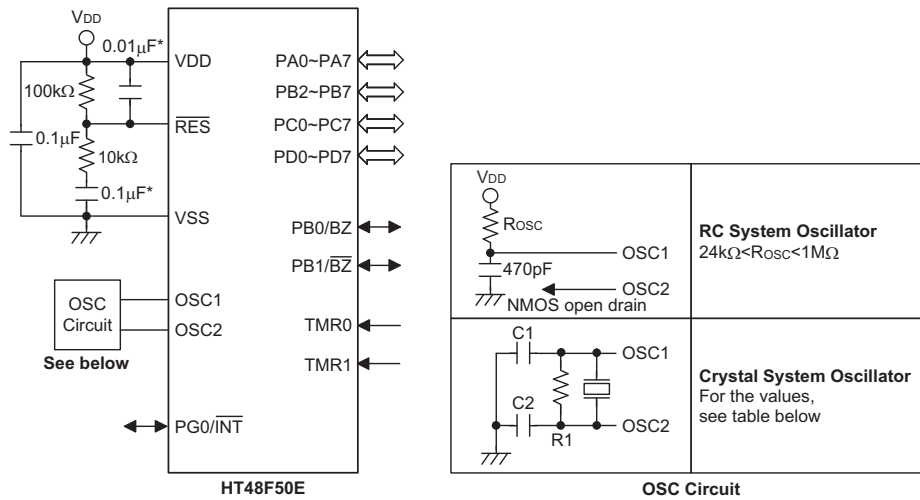 VDD
0.01μF*
100kΩ
0.1μF
10kΩ
0.1μF*
VDD
RES
VSS
OSC
Circuit
See below
OSC1
OSC2
PG0/INT
PA0~PA7
PB2~PB7
PC0~PC7
PD0~PD7
PB0/BZ
PB1/BZ
TMR0
TMR1
HT48F50E
VDD
ROSC
OSC1
470pF
OSC2
NMOS open drain
RC System Oscillator
24kΩ<ROSC<1MΩ
C1
OSC1
C2
OSC2
R1
Crystal System Oscillator
For the values,
see table below
OSC Circuit